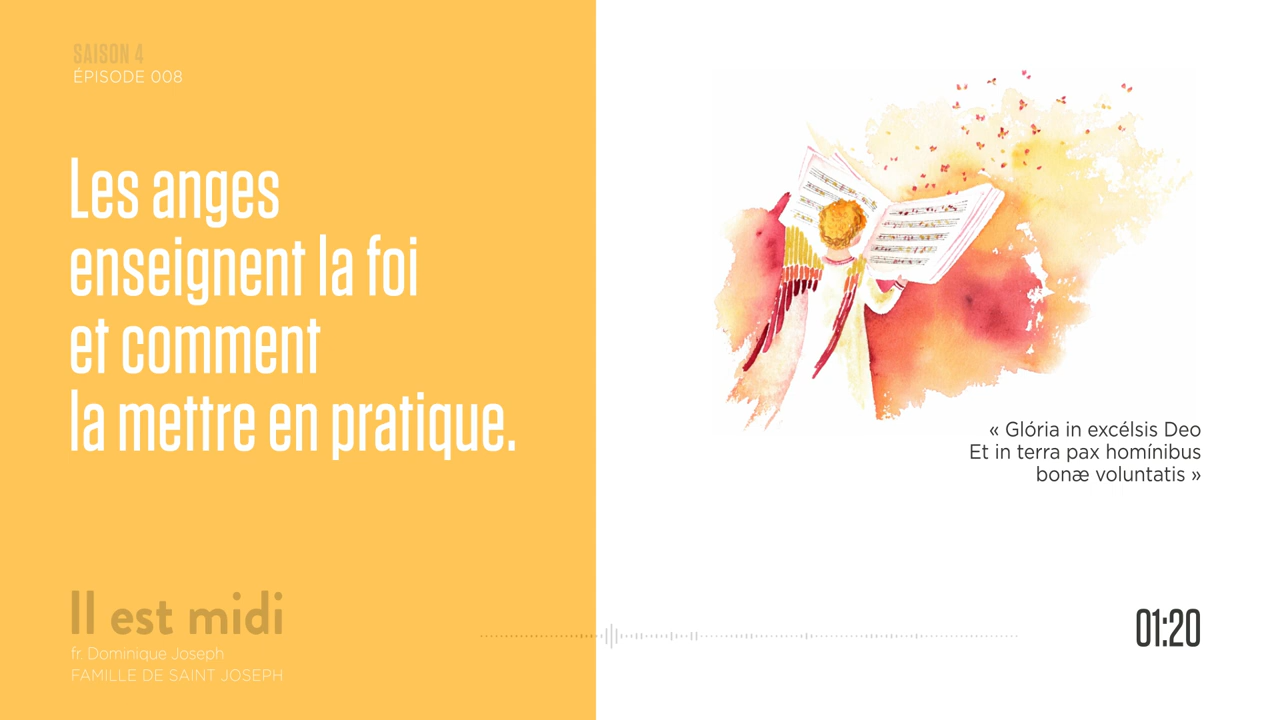 SAISON 4
ÉPISODE 008
Les anges
enseignent la foi
et comment
la mettre en pratique.
« Glória in excélsis Deo
Et in terra pax homínibus
bonæ voluntatis »
Il est midi
fr. Dominique Joseph
FAMILLE DE SAINT JOSEPH
01:20